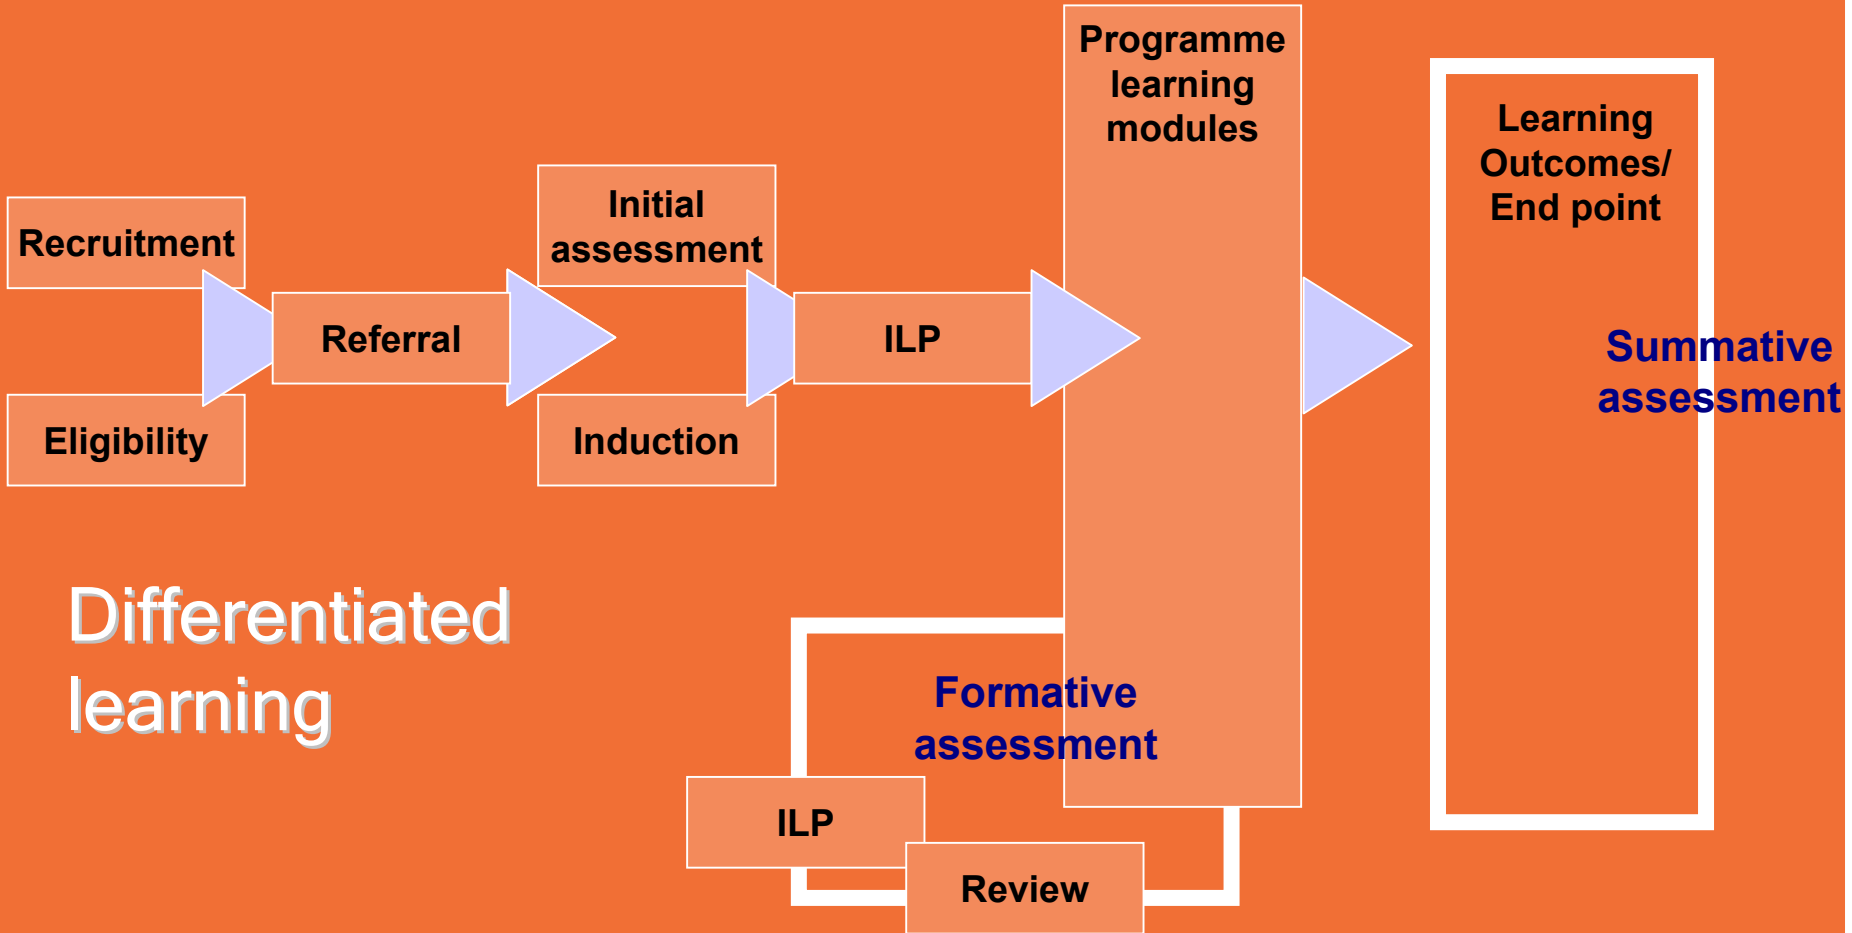 Recruitment
Eligibility
Referral
Initial
assessment
Induction
ILP
Programme
learning
modules
Learning
Outcomes/
End point
Summative
assessment
Differentiated
learning
Formative
assessment
ILP
Review